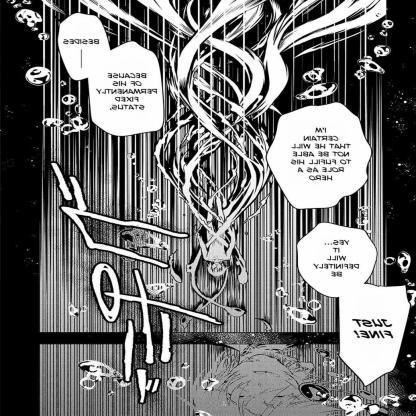 BESIDES
—
BECAUSE
OF HIS
PERMANENTLY
FIXED
STATUS,
I'M
CERTAIN
THAT HE WILL
NOT BE ABLE
TO FULFILL HIS
ROLE AS A
HERO
YES...
IT
WILL
DEFINITELY
BE
JUST
FINE!